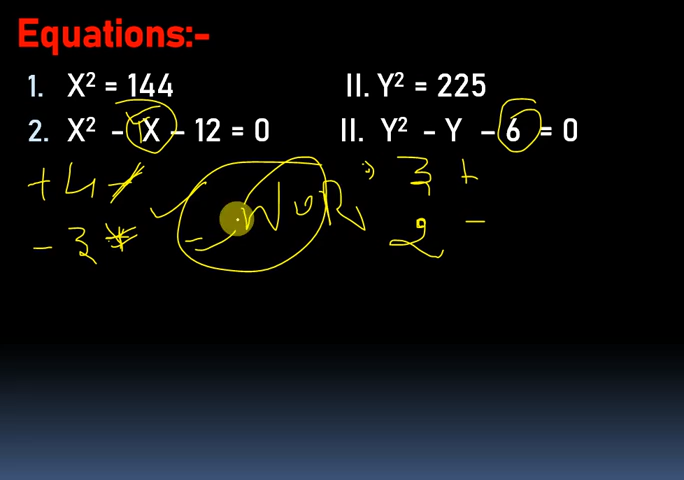 Equations:-
1. X² = 144 II. Y² = 225
2. X² - X - 12 = 0 II. Y² - Y - 6 = 0
+4 3 +
- 3 2 -